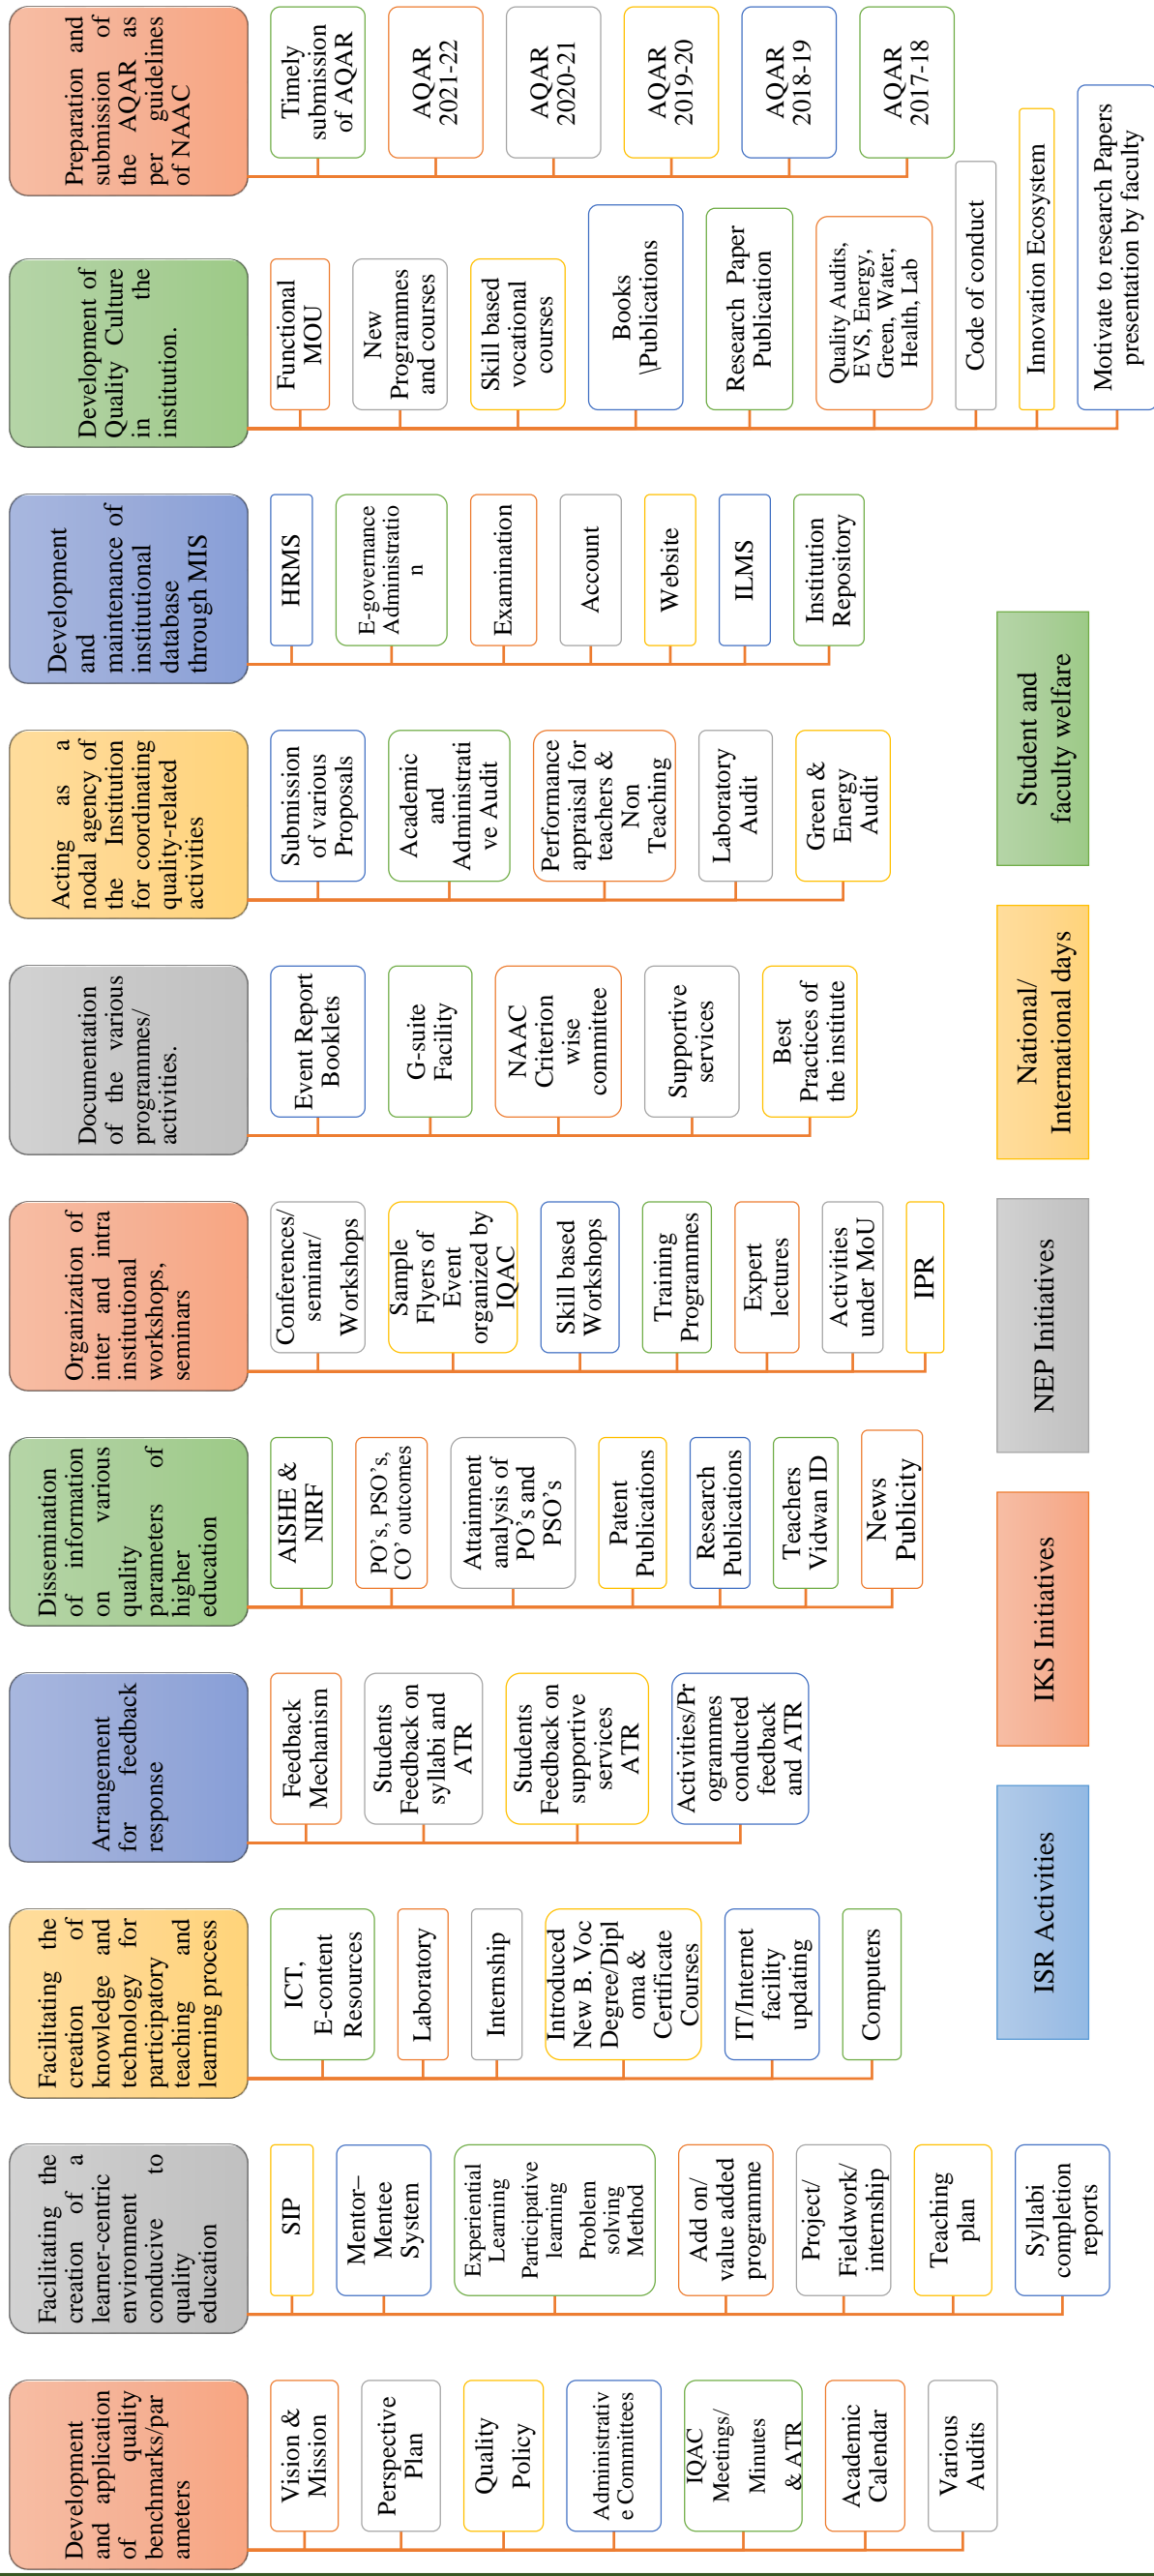 Development
and application
of quality
benchmarks/par
ameters
Vision &
Mission
Perspective
Plan
Quality
Policy
Administrativ
e Committees
IQAC
Meetings/
Minutes
& ATR
Academic
Calendar
Various
Audits
Facilitating the
creation of a
learner-centric
environment
conducive to
quality
education
SIP
Mentor–
Mentee
System
Experiential
Learning
Participative
learning
Problem
solving
Method
Add on/
value added
programme
Project/
Fieldwork/
internship
Teaching
plan
Syllabi
completion
reports
Facilitating the
creation of
knowledge and
technology for
participatory
teaching and
learning process
ICT,
E-content
Resources
Laboratory
Internship
Introduced
New B. Voc
Degree/Dipl
oma &
Certificate
Courses
IT/Internet
facility
updating
Computers
Arrangement
for feedback
response
Feedback
Mechanism
Students
Feedback on
syllabi and
ATR
Students
Feedback on
supportive
services
ATR
Activities/Pr
ogrammes
conducted
feedback
and ATR
Dissemination
of information
on various
quality
parameters of
higher
education
AISHE &
NIRF
PO's, PSO's,
CO' outcomes
Attainment
analysis of
PO's and
PSO's
Patent
Publications
Research
Publications
Teachers
Vidwan ID
News
Publicity
Organization of
inter and intra
institutional
workshops,
seminars
Conferences/
seminar/
Workshops
Sample
Flyers of
Event
organized by
IQAC
Skill based
Workshops
Training
Programmes
Expert
lectures
Activities
under MoU
IPR
Documentation
of the various
programmes/
activities.
Event Report
Booklets
G-suite
Facility
NAAC
Criterion
wise
committee
Supportive
services
Best
Practices of
the institute
Acting as a
nodal agency of
the Institution
for coordinating
quality-related
activities
Submission
of various
Proposals
Academic
and
Administrati
ve Audit
Performance
appraisal for
teachers &
Non
Teaching
Laboratory
Audit
Green &
Energy
Audit
Development
and
maintenance of
institutional
database
through MIS
HRMS
E-governance
Administratio
n
Examination
Account
Website
ILMS
Institution
Repository
Development of
Quality Culture
in the
institution.
Functional
MOU
New
Programmes
and courses
Skill based
vocational
courses
Books
\Publications
Research Paper
Publication
Quality Audits,
EVS, Energy,
Green, Water,
Health, Lab
Code of conduct
Innovation Ecosystem
Motivate to research Papers
presentation by faculty
Preparation and
submission of
the AQAR as
per guidelines
of NAAC
Timely
submission
of AQAR
AQAR
2021-22
AQAR
2020-21
AQAR
2019-20
AQAR
2018-19
AQAR
2017-18
ISR Activities
IKS Initiatives
NEP Initiatives
National/
International days
Student and
faculty welfare